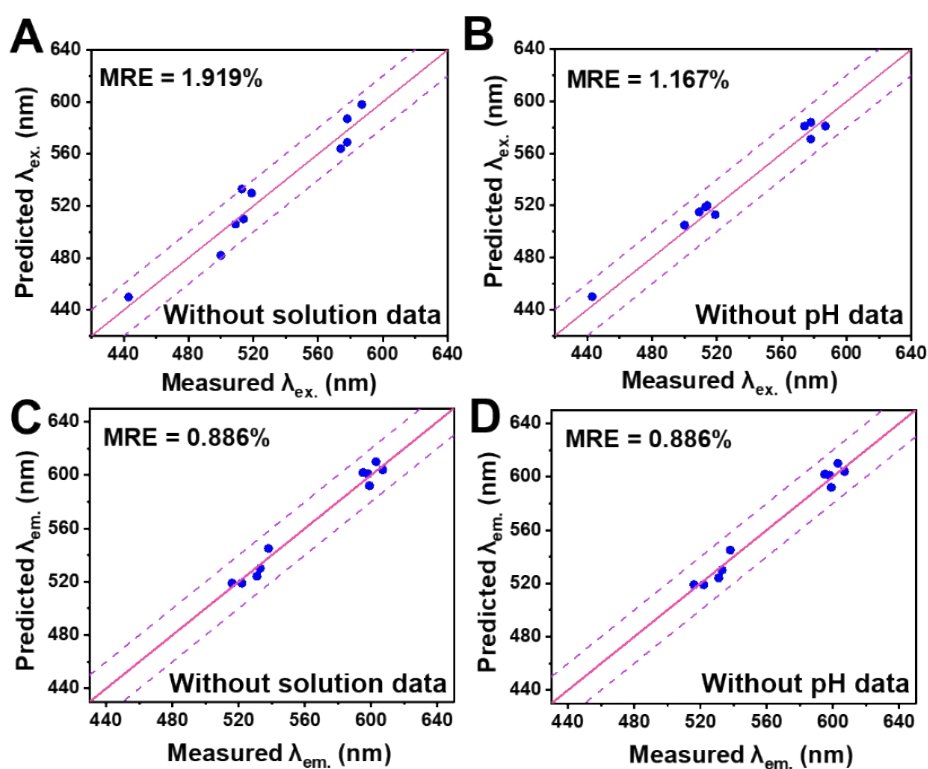 A
MRE = 1.919%
Predicted λex. (nm)
640
600
560
520
480
440
Without solution data
440 480 520 560 600 640
Measured λex. (nm)
B
MRE = 1.167%
Predicted λex. (nm)
640
600
560
520
480
440
Without pH data
440 480 520 560 600 640
Measured λex. (nm)
C
MRE = 0.886%
Predicted λem. (nm)
640
600
560
520
480
440
Without solution data
440 480 520 560 600 640
Measured λem. (nm)
D
MRE = 0.886%
Predicted λem. (nm)
640
600
560
520
480
440
Without pH data
440 480 520 560 600 640
Measured λem. (nm)